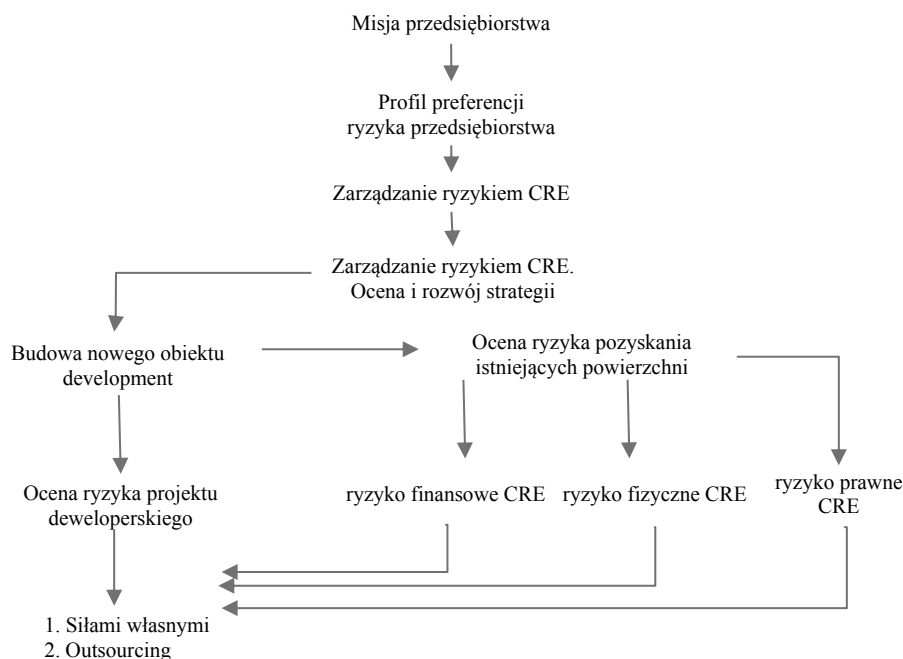 Misja przedsiębiorstwa
Profil preferencji
ryzyka przedsiębiorstwa
Zarządzanie ryzykiem CRE
Zarządzanie ryzykiem CRE.
Ocena i rozwój strategii
Budowa nowego obiektu
development
Ocena ryzyka pozyskania
istniejących powierzchni
Ocena ryzyka projektu
deweloperskiego
ryzyko finansowe CRE
ryzyko fizyczne CRE
ryzyko prawne
CRE
1. Siłami własnymi
2. Outsourcing